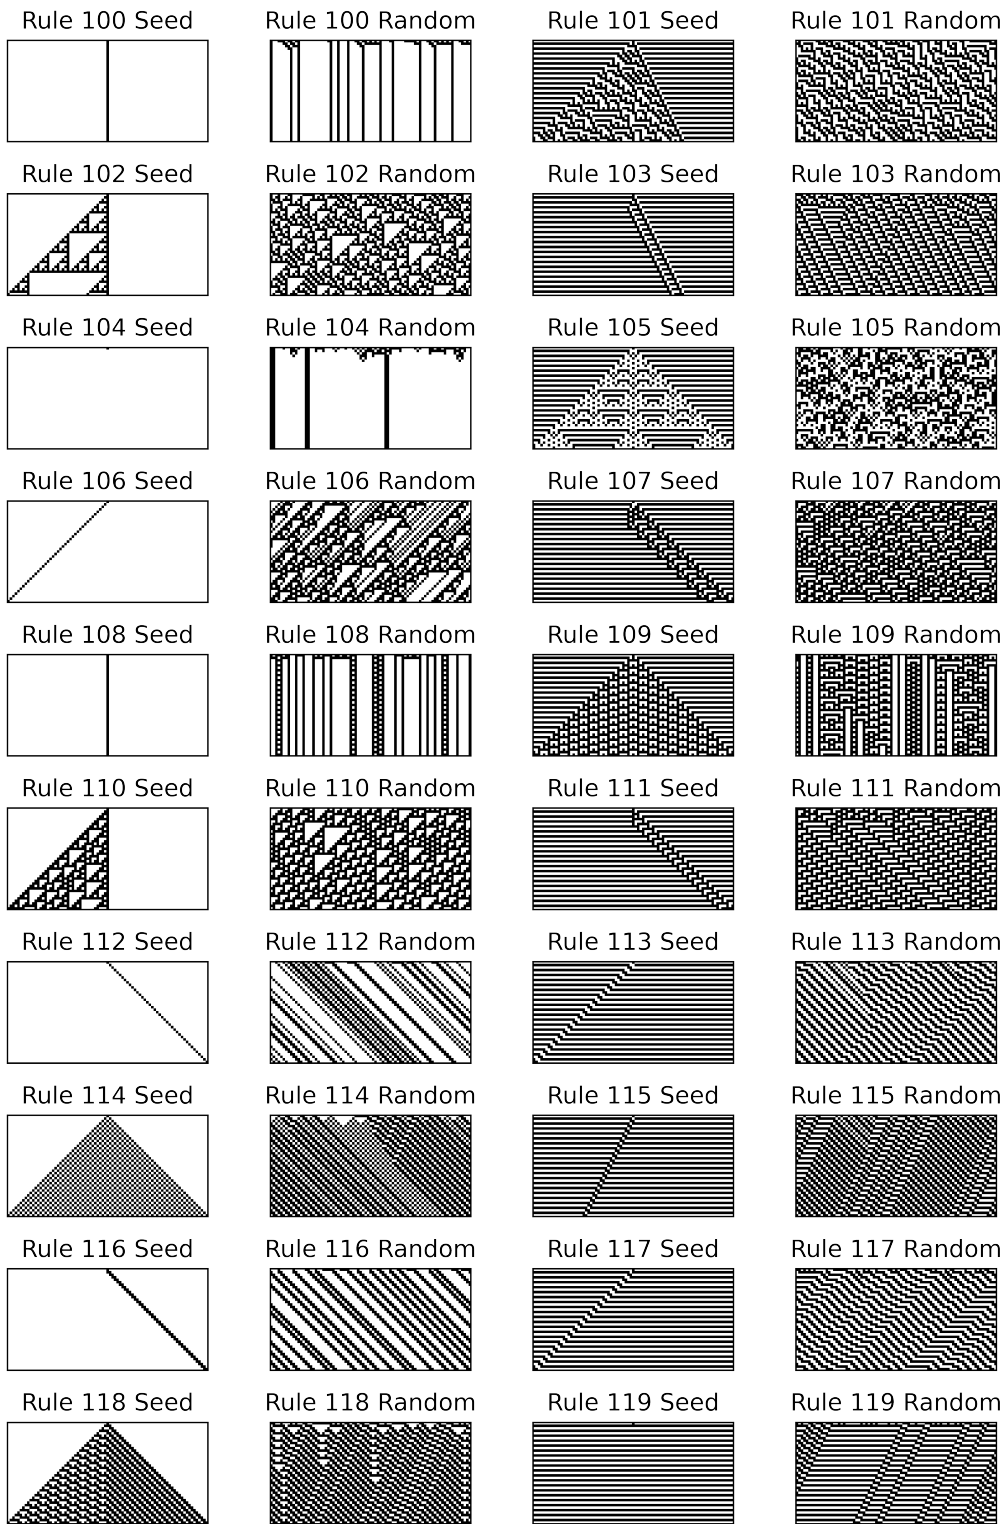 Rule 100 Seed
Rule 100 Random
Rule 101 Seed
Rule 101 Random
Rule 102 Seed
Rule 102 Random
Rule 103 Seed
Rule 103 Random
Rule 104 Seed
Rule 104 Random
Rule 105 Seed
Rule 105 Random
Rule 106 Seed
Rule 106 Random
Rule 107 Seed
Rule 107 Random
Rule 108 Seed
Rule 108 Random
Rule 109 Seed
Rule 109 Random
Rule 110 Seed
Rule 110 Random
Rule 111 Seed
Rule 111 Random
Rule 112 Seed
Rule 112 Random
Rule 113 Seed
Rule 113 Random
Rule 114 Seed
Rule 114 Random
Rule 115 Seed
Rule 115 Random
Rule 116 Seed
Rule 116 Random
Rule 117 Seed
Rule 117 Random
Rule 118 Seed
Rule 118 Random
Rule 119 Seed
Rule 119 Random